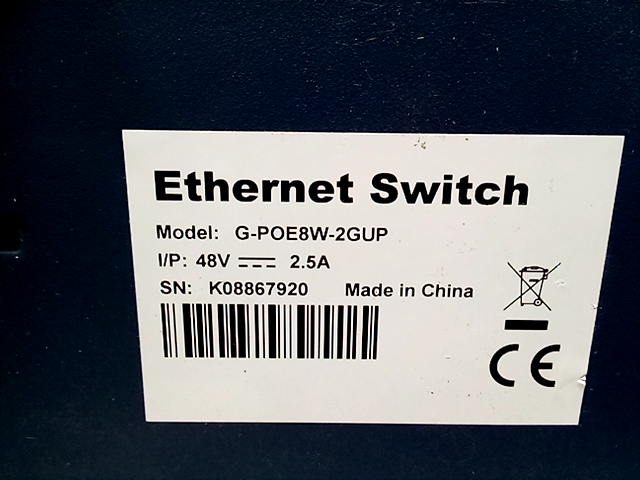 Ethernet Switch
Model: G-POE8W-2GUP
I/P: 48V ⎓ 2.5A
SN: K08867920 Made in China
CE